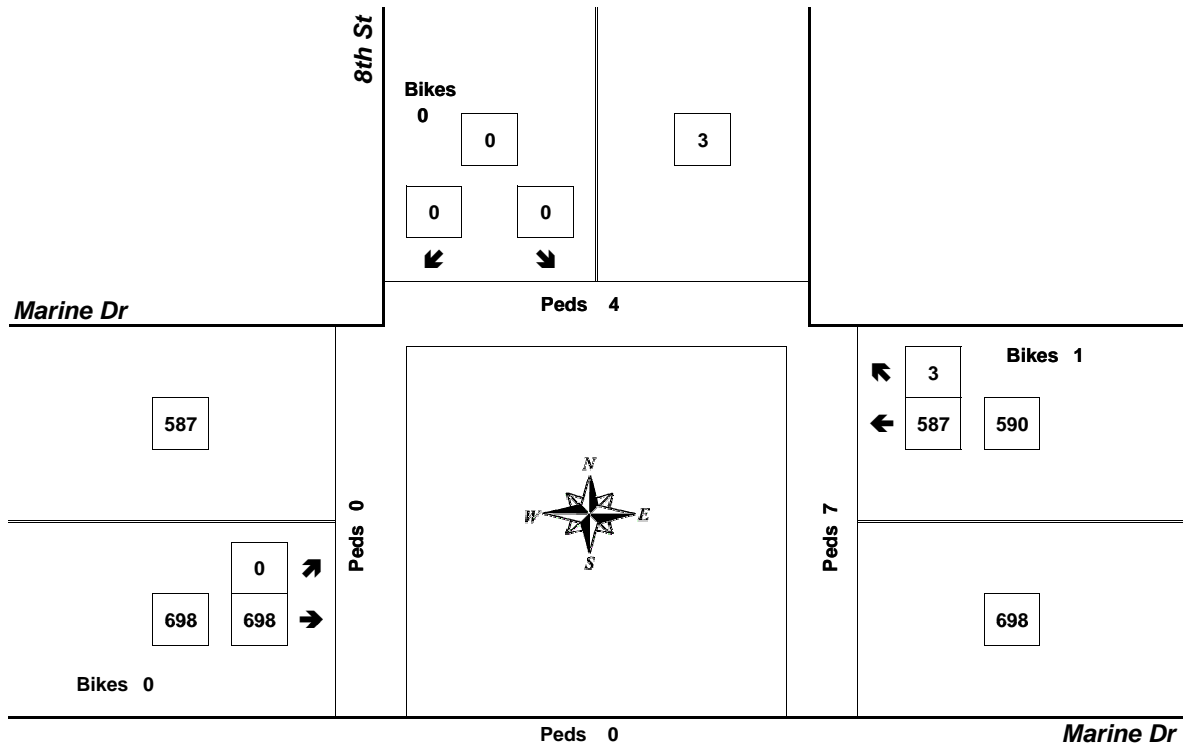 8th St
Bikes
0
0
3
0
0
Peds 4
Marine Dr
Bikes 1
3
587
587
590
N
W
E
S
Peds 0
Peds 7
0
698
698
698
Bikes 0
Peds 0
Marine Dr